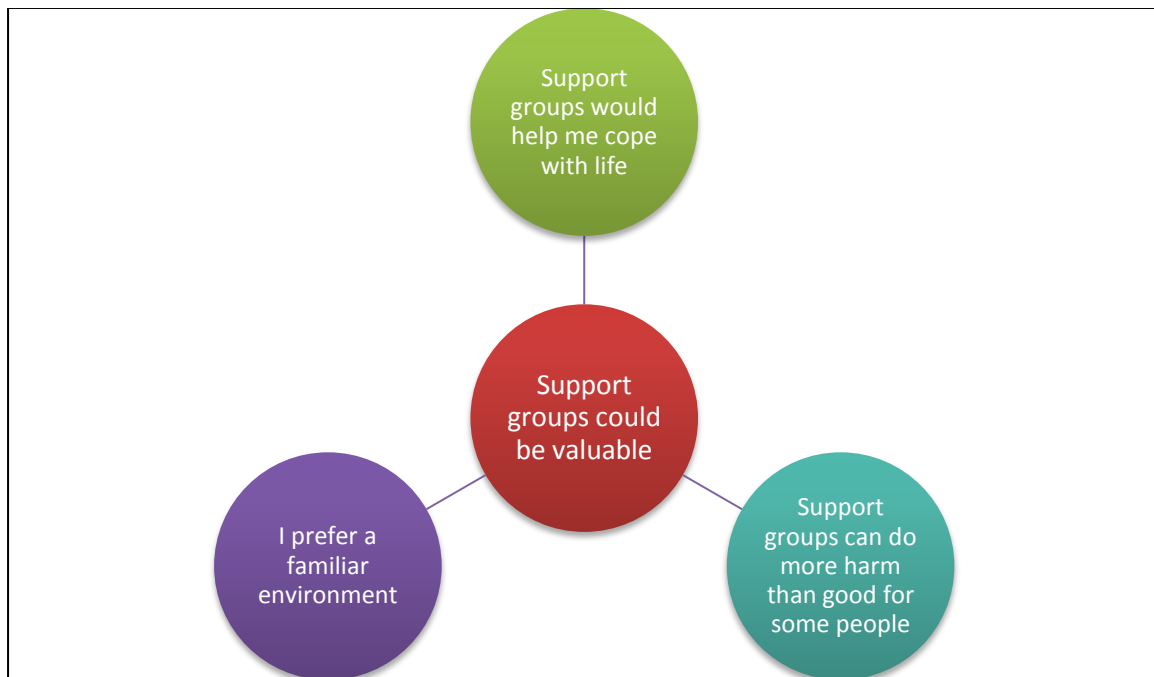 Support
groups would
help me cope
with life
Support
groups could
be valuable
I prefer a
familiar
environment
Support
groups can do
more harm
than good for
some people